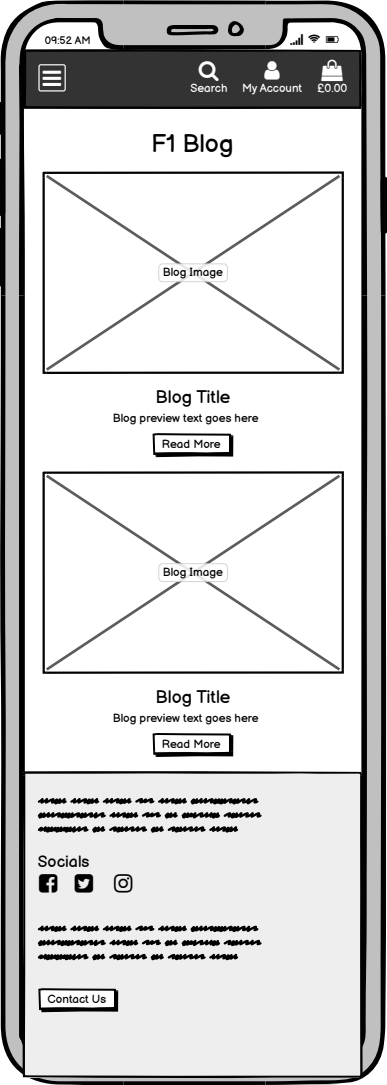 09:52 AM
Search
My Account
£0.00
F1 Blog
Blog Image
Blog Title
Blog preview text goes here
Read More
Blog Image
Blog Title
Blog preview text goes here
Read More
Socials
Contact Us